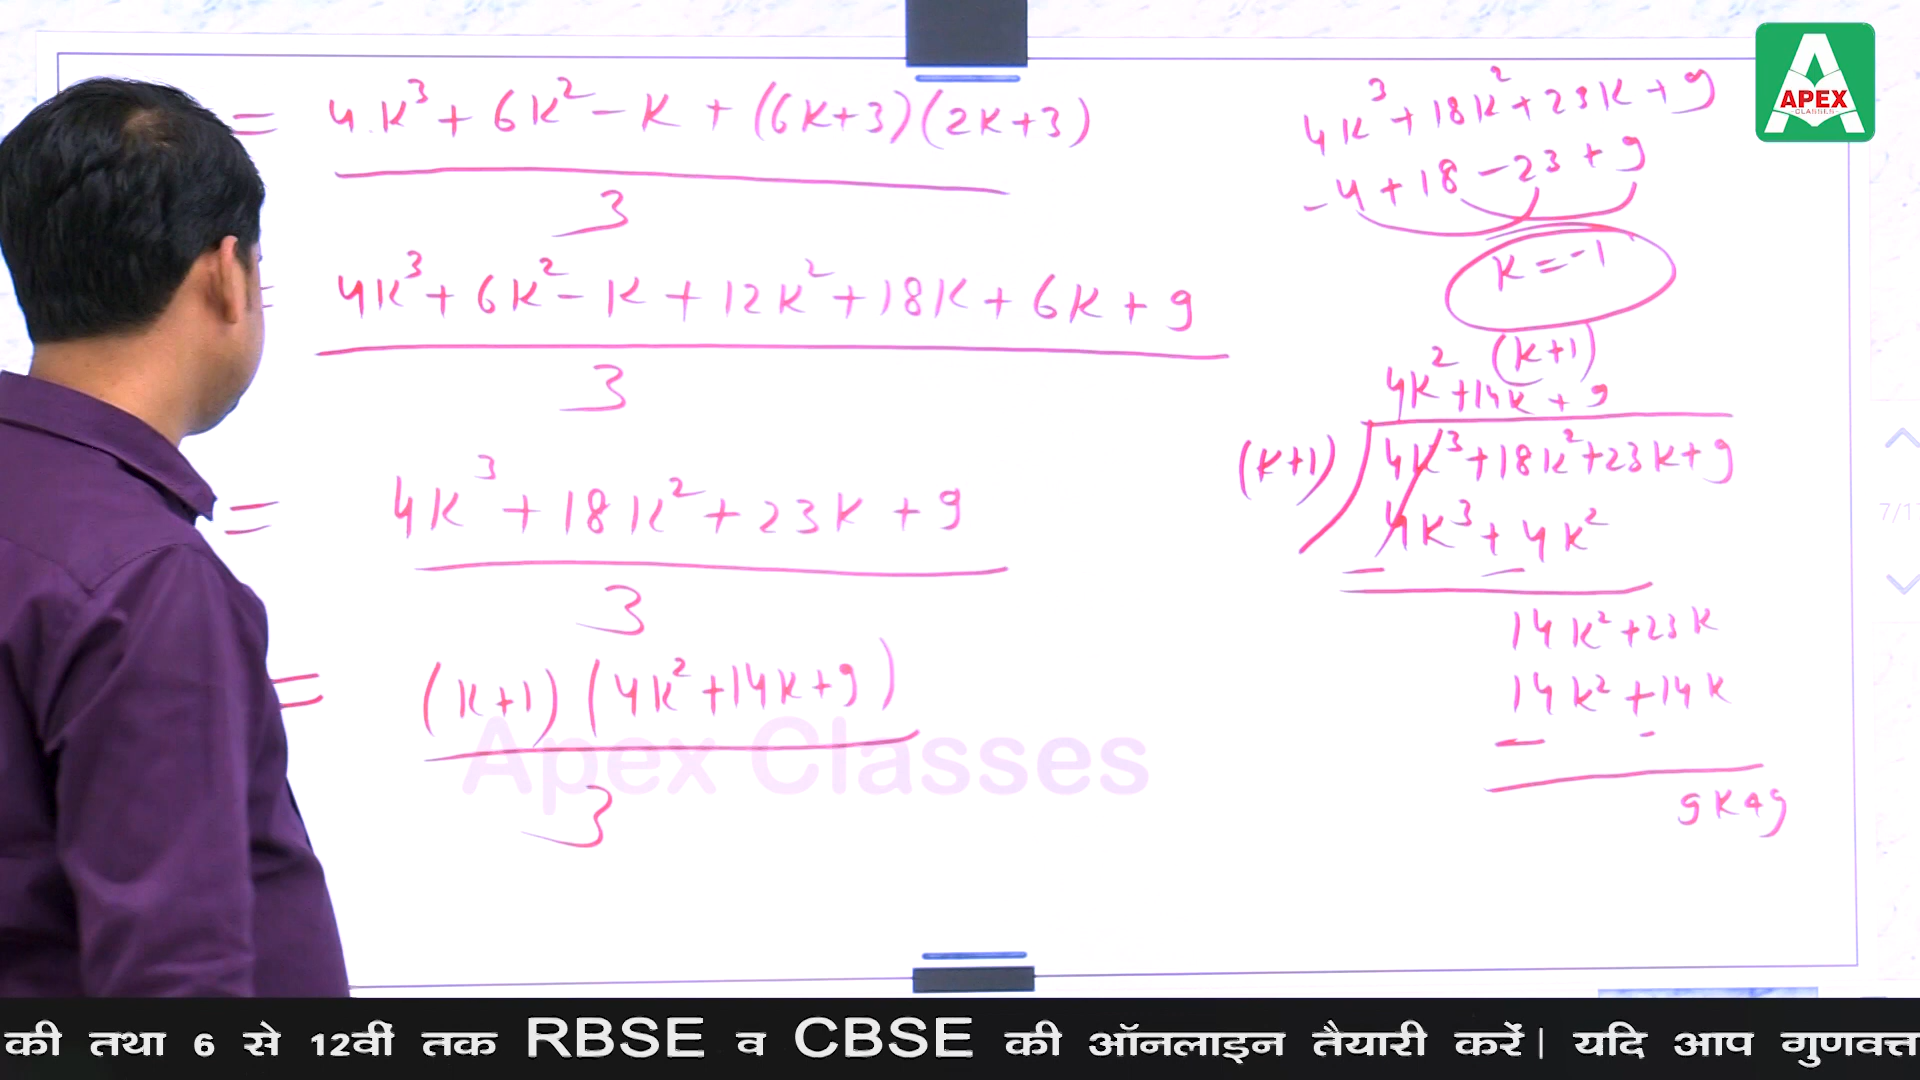 = 4k³ + 6k² - k + (6k+3)(2k+3)
3
= 4k³ + 6k² - k + 12k² + 18k + 6k + 9
3
= 4k³ + 18k² + 23k + 9
3
= (k+1) (4k² + 14k + 9)
3
4k³ + 18k² + 23k + 9
-4 + 18 - 23 + 9
k = -1
(k+1)
4k² + 14k + 9
(k+1) 4k³ + 18k² + 23k + 9
4k³ + 4k²
14k² + 23k
14k² + 14k
9k+9
APEX
CLASSES
Apex Classes
की तथा 6 से 12वीं तक RBSE व CBSE की ऑनलाइन तैयारी करें| यदि आप गुणवत्त